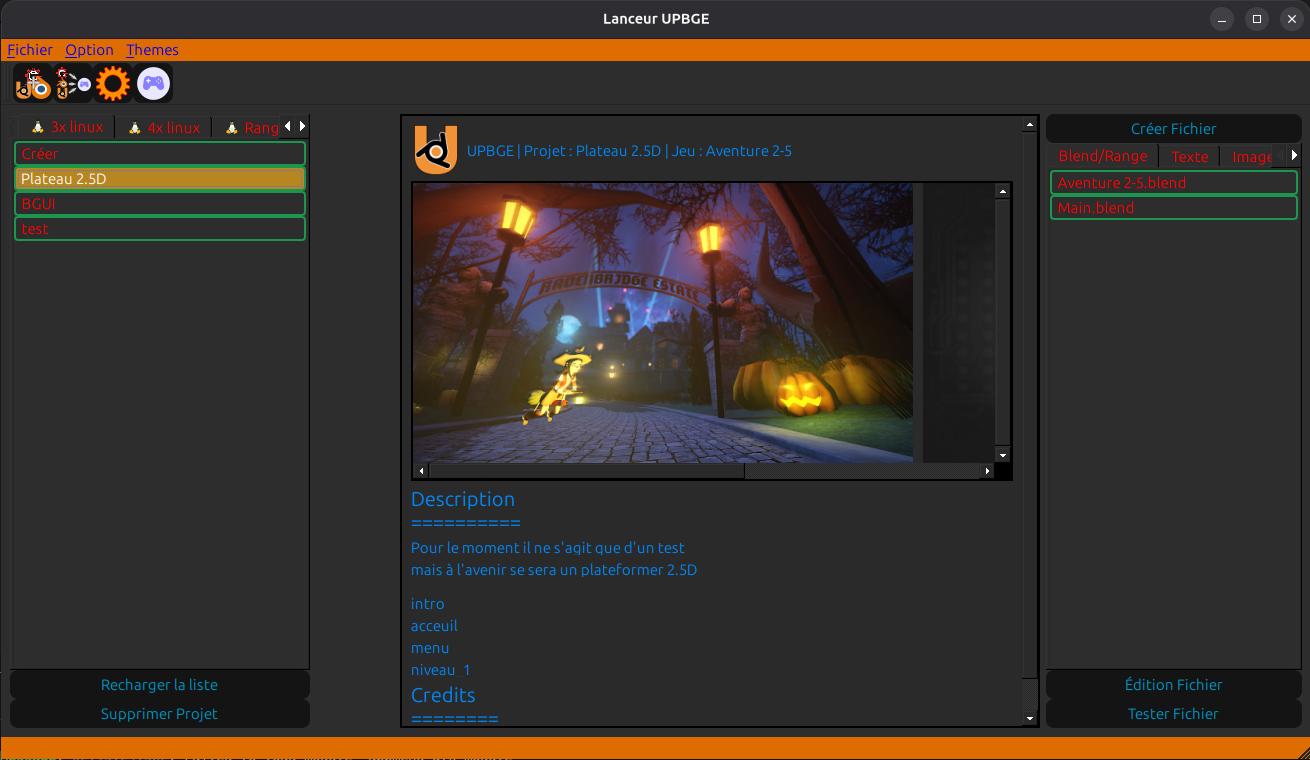 Lanceur UPBGE
Fichier Option Themes
3x linux 4x linux Rang
Créer
Plateau 2.5D
BGUI
test
Recharger la liste
Supprimer Projet
UPBGE | Projet : Plateau 2.5D | Jeu : Aventure 2-5
Description
==========
Pour le moment il ne s'agit que d'un test
mais à l'avenir se sera un plateformer 2.5D
intro
acceuil
menu
niveau 1
Credits
========
Créer Fichier
Blend/Range Texte Image
Aventure 2-5.blend
Main.blend
Édition Fichier
Tester Fichier